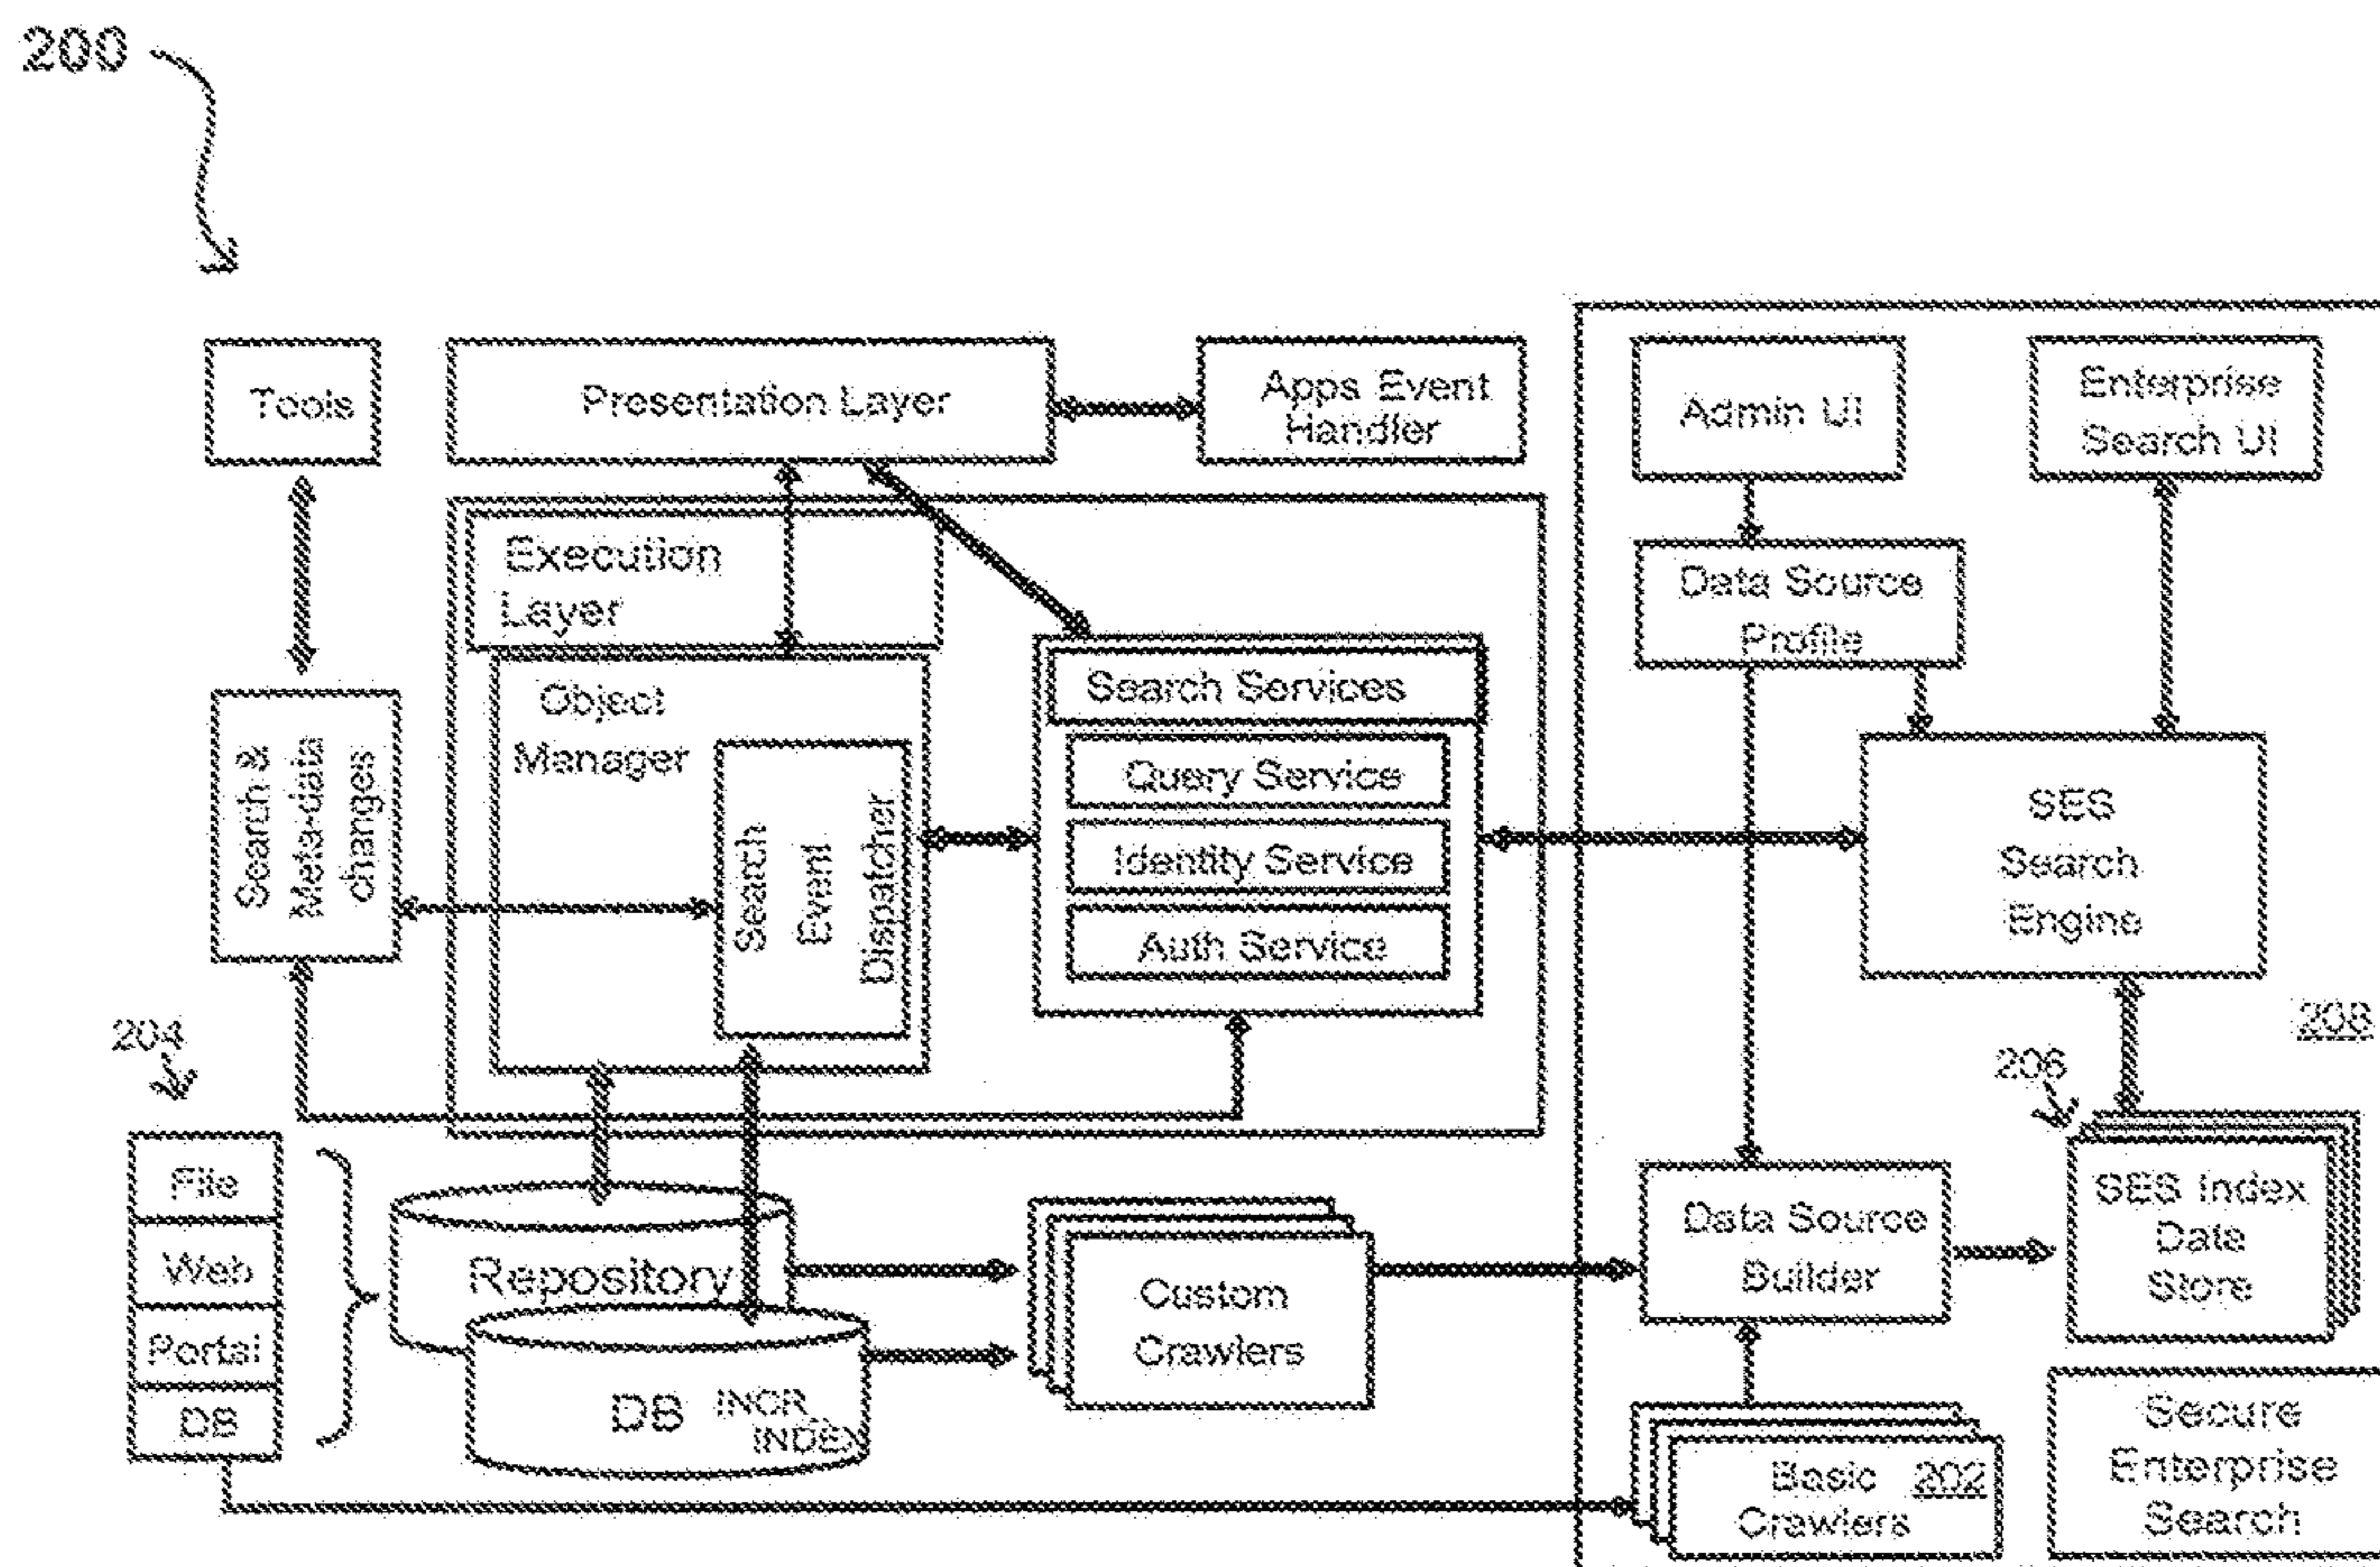 200
Tools
Presentation Layer
Apps Event
Handler
Admin UI
Enterprise
Search UI
Execution
Layer
Data Source
Profile
Object
Manager
Search Services
Search &
Meta-data
changes
Search
Event
Dispatcher
Query Service
Identity Service
Auth Service
SES
Search
Engine
204
208
206
File
Web
Portal
DB
Repository
DB
INCR_
INDEX
Custom
Crawlers
Data Source
Builder
SES Index
Data
Store
Basic 202
Crawlers
Secure
Enterprise
Search